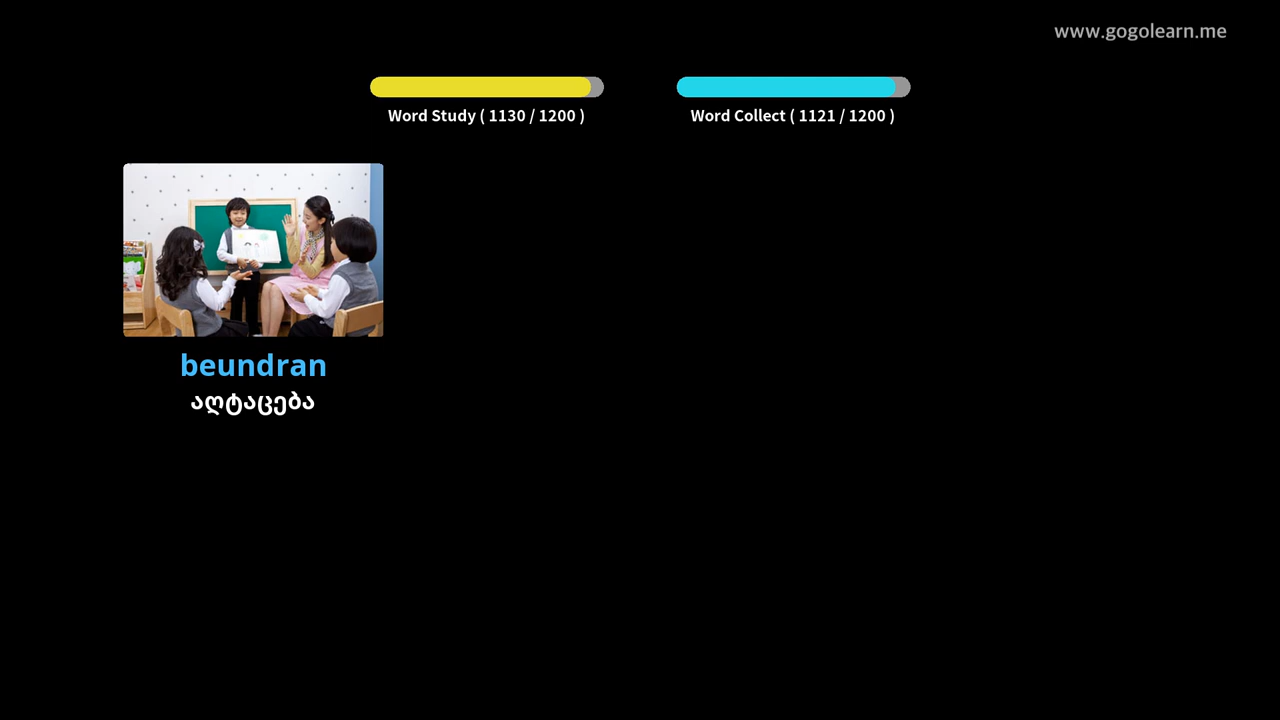 www.gogolearn.me
Word Study ( 1130 / 1200 )
Word Collect ( 1121 / 1200 )
beundran
აღტაცება